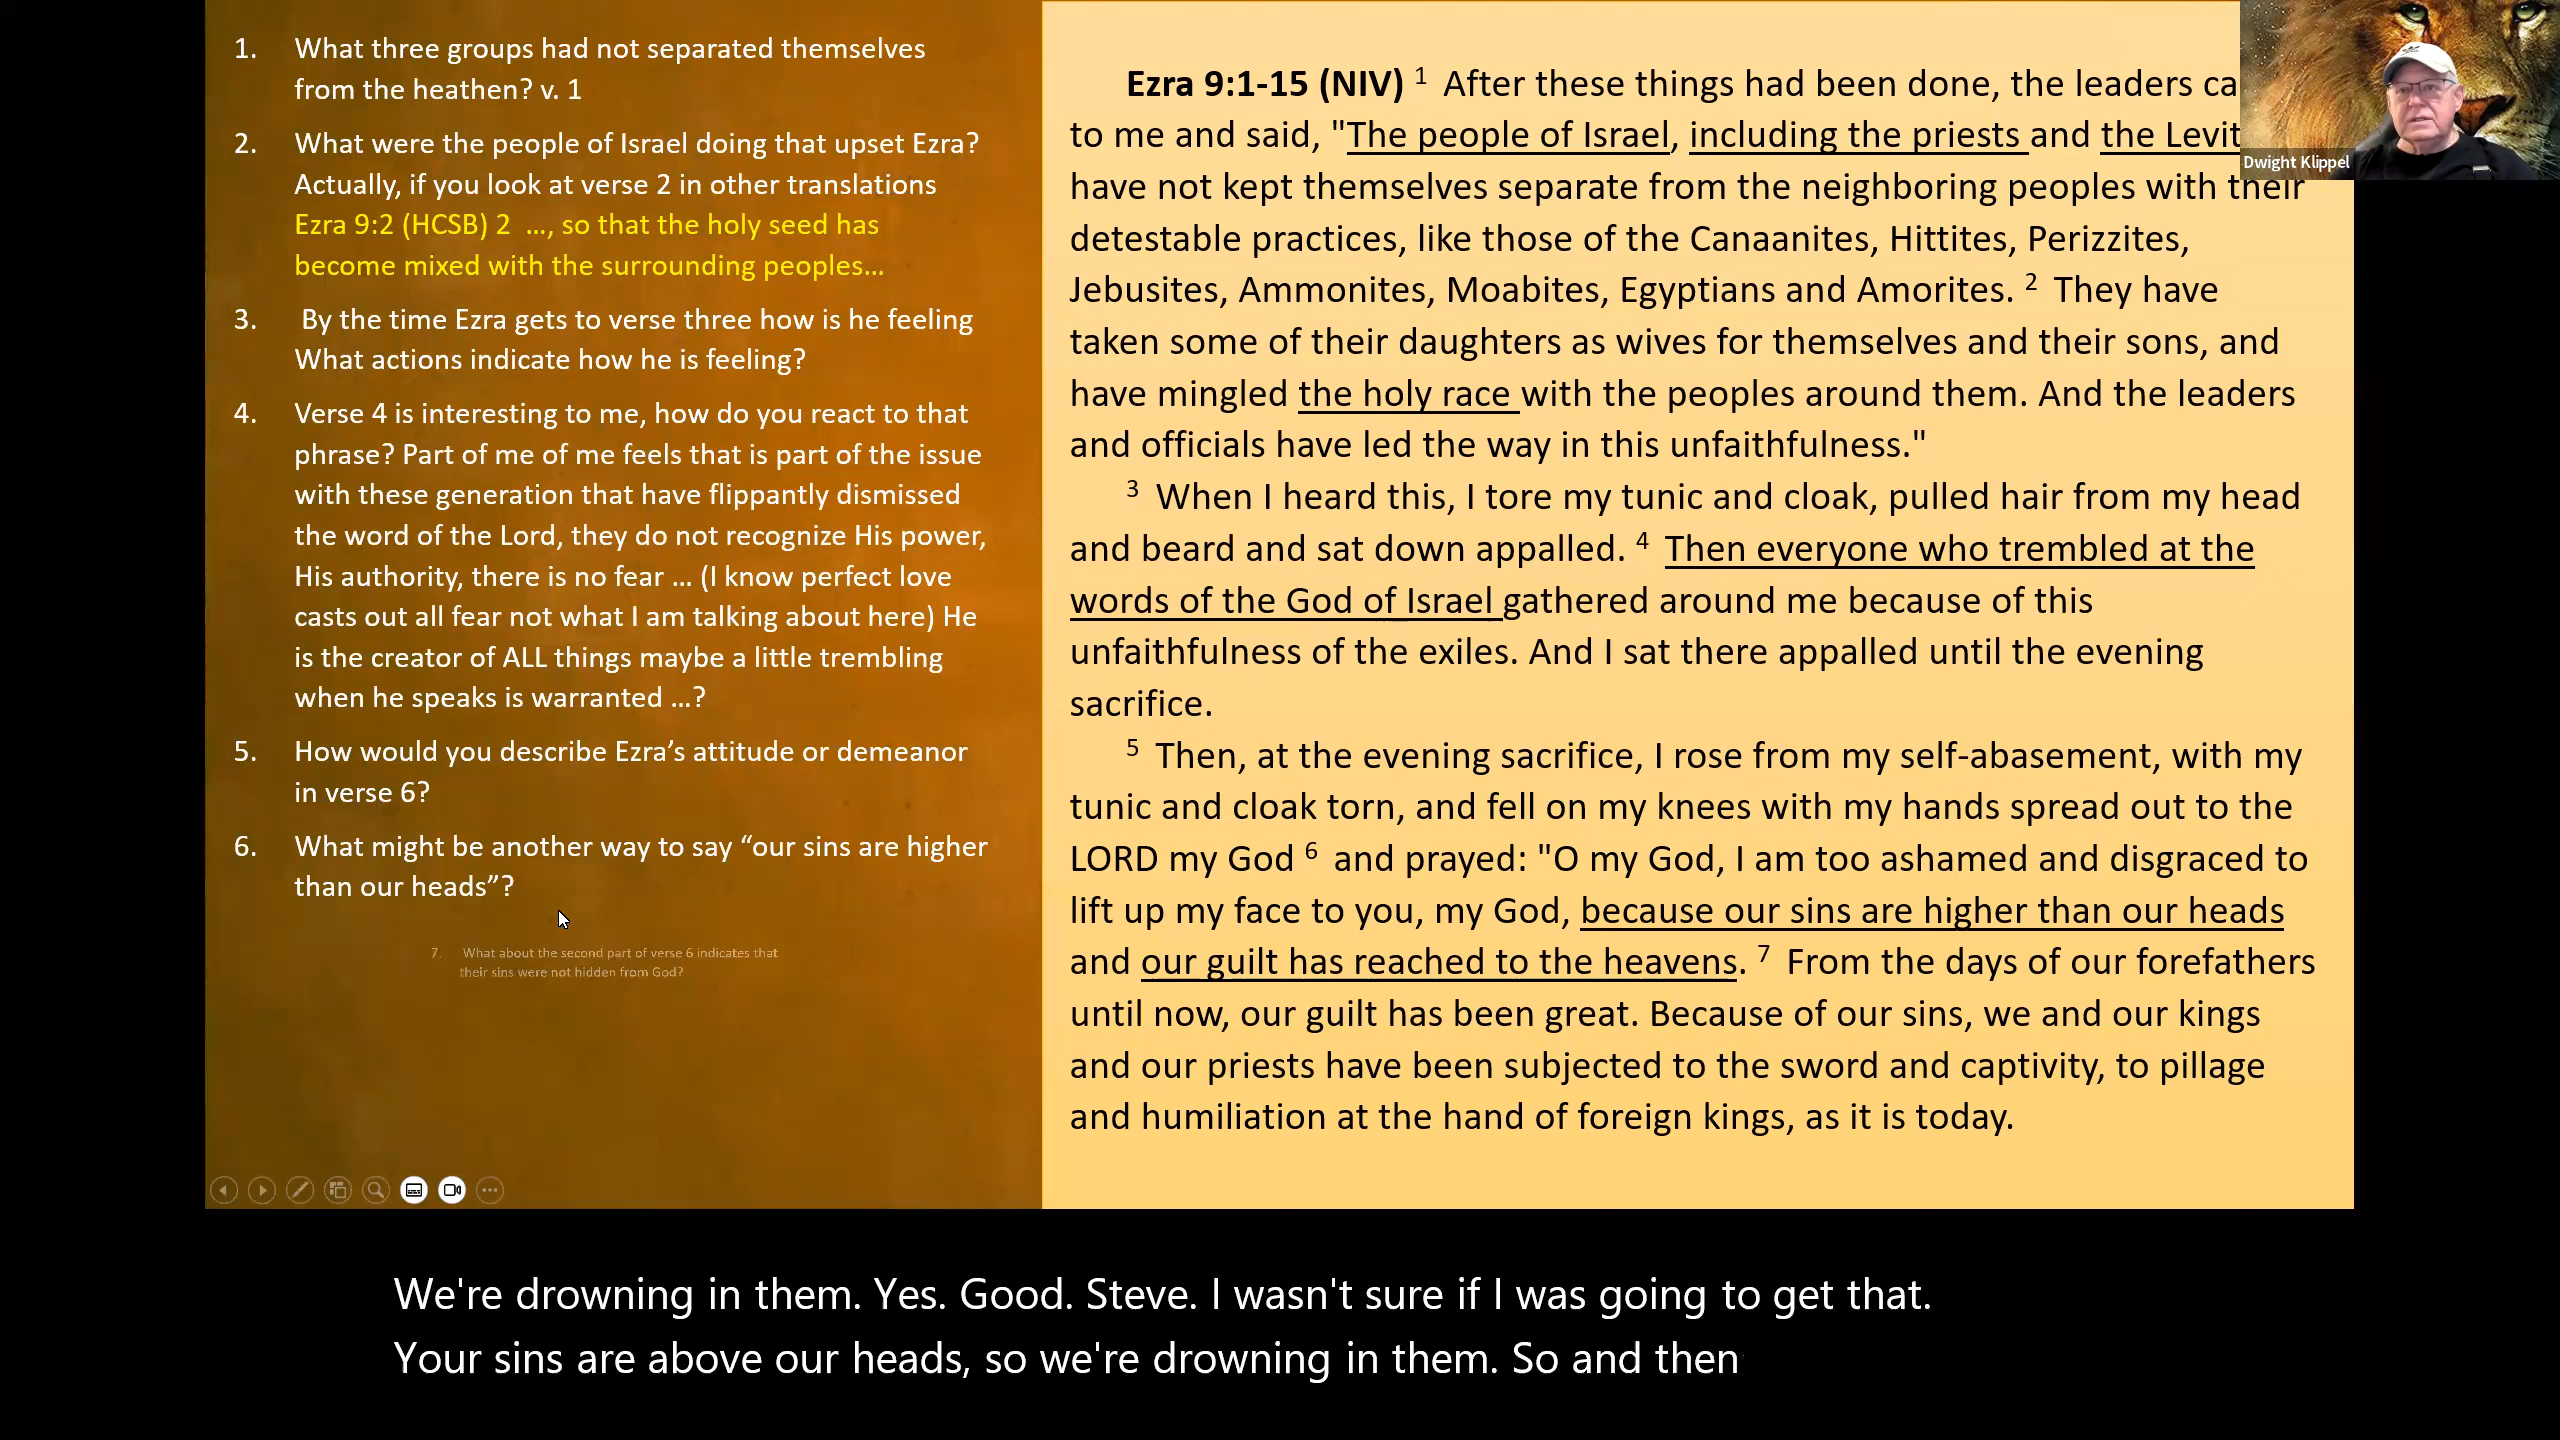 1. What three groups had not separated themselves
from the heathen? v. 1
2. What were the people of Israel doing that upset Ezra?
Actually, if you look at verse 2 in other translations
Ezra 9:2 (HCSB) 2 …, so that the holy seed has
become mixed with the surrounding peoples…
3. By the time Ezra gets to verse three how is he feeling
What actions indicate how he is feeling?
4. Verse 4 is interesting to me, how do you react to that
phrase? Part of me of me feels that is part of the issue
with these generation that have flippantly dismissed
the word of the Lord, they do not recognize His power,
His authority, there is no fear … (I know perfect love
casts out all fear not what I am talking about here) He
is the creator of ALL things maybe a little trembling
when he speaks is warranted …?
5. How would you describe Ezra’s attitude or demeanor
in verse 6?
6. What might be another way to say “our sins are higher
than our heads”?
7. What about the second part of verse 6 indicates that
their sins were not hidden from God?
Ezra 9:1-15 (NIV) 1 After these things had been done, the leaders ca
to me and said, "The people of Israel, including the priests and the Levit
have not kept themselves separate from the neighboring peoples with their
detestable practices, like those of the Canaanites, Hittites, Perizzites,
Jebusites, Ammonites, Moabites, Egyptians and Amorites. 2 They have
taken some of their daughters as wives for themselves and their sons, and
have mingled the holy race with the peoples around them. And the leaders
and officials have led the way in this unfaithfulness."
3 When I heard this, I tore my tunic and cloak, pulled hair from my head
and beard and sat down appalled. 4 Then everyone who trembled at the
words of the God of Israel gathered around me because of this
unfaithfulness of the exiles. And I sat there appalled until the evening
sacrifice.
5 Then, at the evening sacrifice, I rose from my self-abasement, with my
tunic and cloak torn, and fell on my knees with my hands spread out to the
LORD my God 6 and prayed: "O my God, I am too ashamed and disgraced to
lift up my face to you, my God, because our sins are higher than our heads
and our guilt has reached to the heavens. 7 From the days of our forefathers
until now, our guilt has been great. Because of our sins, we and our kings
and our priests have been subjected to the sword and captivity, to pillage
and humiliation at the hand of foreign kings, as it is today.
Dwight Klippel
We're drowning in them. Yes. Good. Steve. I wasn't sure if I was going to get that.
Your sins are above our heads, so we're drowning in them. So and then